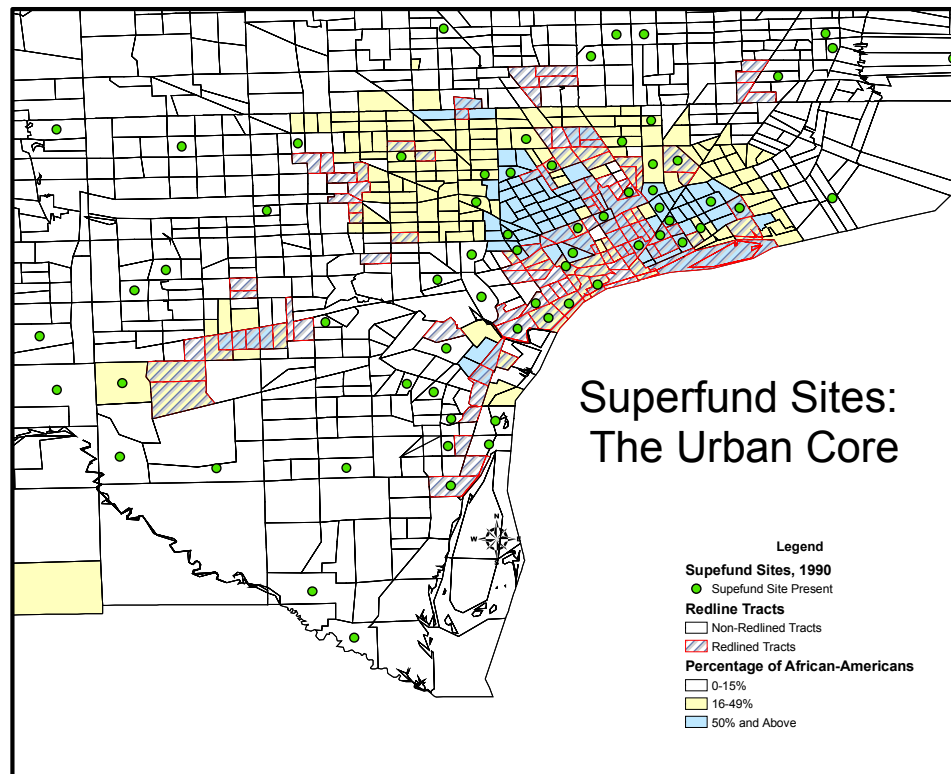 Superfund Sites:
The Urban Core
N
W
S
Legend
Supefund Sites, 1990
Supefund Site Present
Redline Tracts
Non-Redlined Tracts
Redlined Tracts
Percentage of African-Americans
0-15%
16-49%
50% and Above